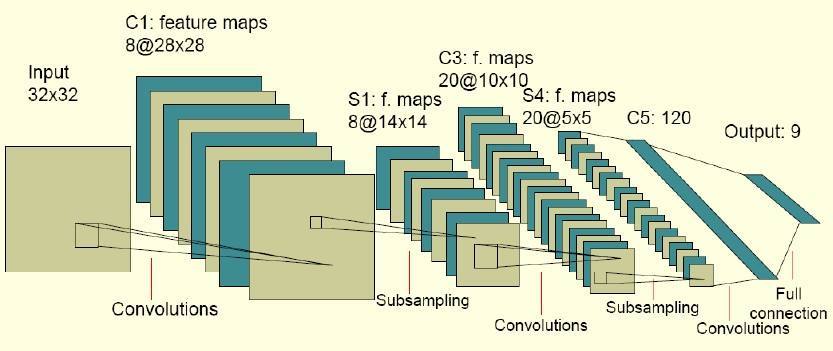 C1: feature maps
8@28x28
Input
32x32
S1: f. maps
8@14x14
C3: f. maps
20@10x10
S4: f. maps
20@5x5
C5: 120
Output: 9
Convolutions
Subsampling
Convolutions
Subsampling
Convolutions
Full
connection